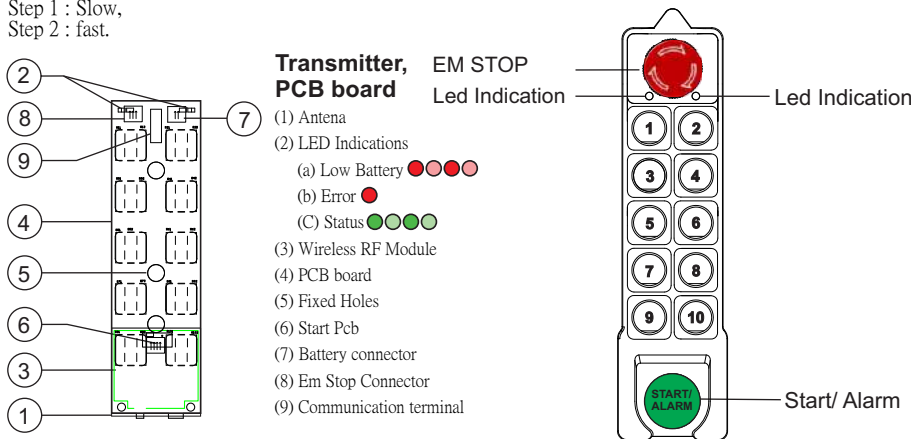 Step 1 : Slow,
Step 2 : fast.
Transmitter,
PCB board
(1) Antena
(2) LED Indications
(a) Low Battery
(b) Error
(C) Status
(3) Wireless RF Module
(4) PCB board
(5) Fixed Holes
(6) Start Pcb
(7) Battery connector
(8) Em Stop Connector
(9) Communication terminal
2
8
7
9
4
5
6
3
1
EM STOP
Led Indication
Led Indication
1 2
3 4
5 6
7 8
9 10
START/
ALARM
Start/ Alarm